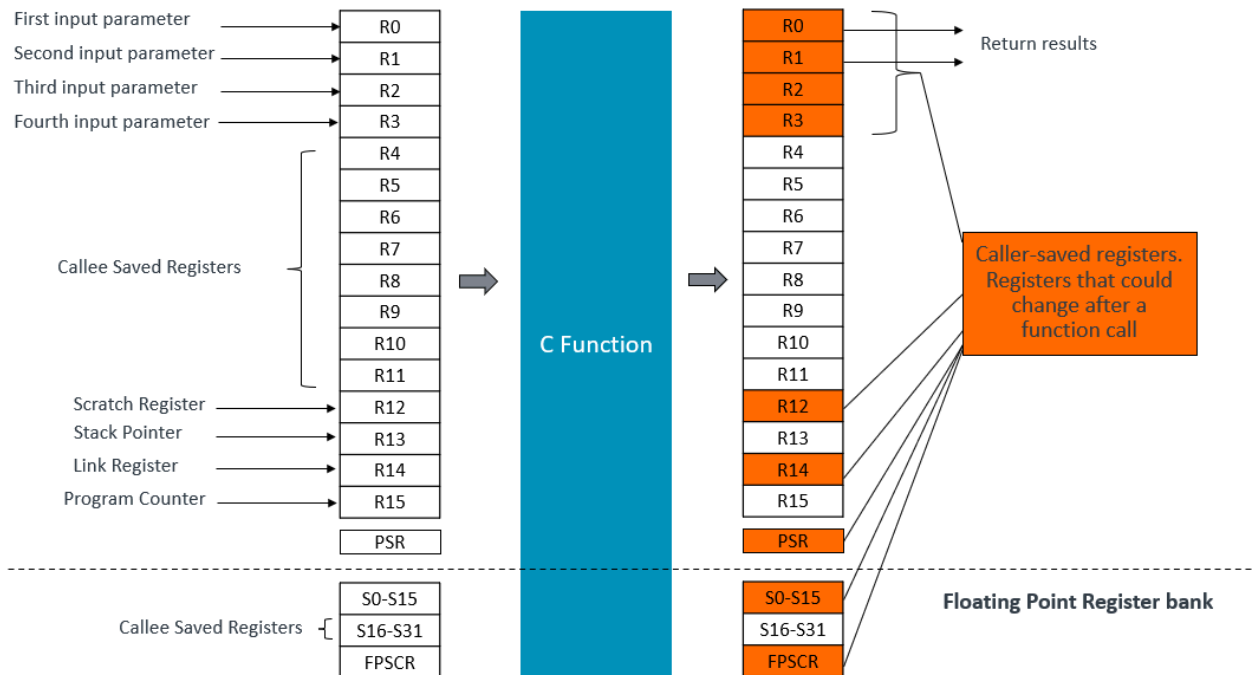 First input parameter
Second input parameter
Third input parameter
Fourth input parameter
Callee Saved Registers
Scratch Register
Stack Pointer
Link Register
Program Counter
R0
R1
R2
R3
R4
R5
R6
R7
R8
R9
R10
R11
R12
R13
R14
R15
PSR
Callee Saved Registers
S0-S15
S16-S31
FPSCR
C Function
R0
R1
R2
R3
R4
R5
R6
R7
R8
R9
R10
R11
R12
R13
R14
R15
PSR
S0-S15
S16-S31
FPSCR
Return results
Caller-saved registers.
Registers that could
change after a
function call
Floating Point Register bank